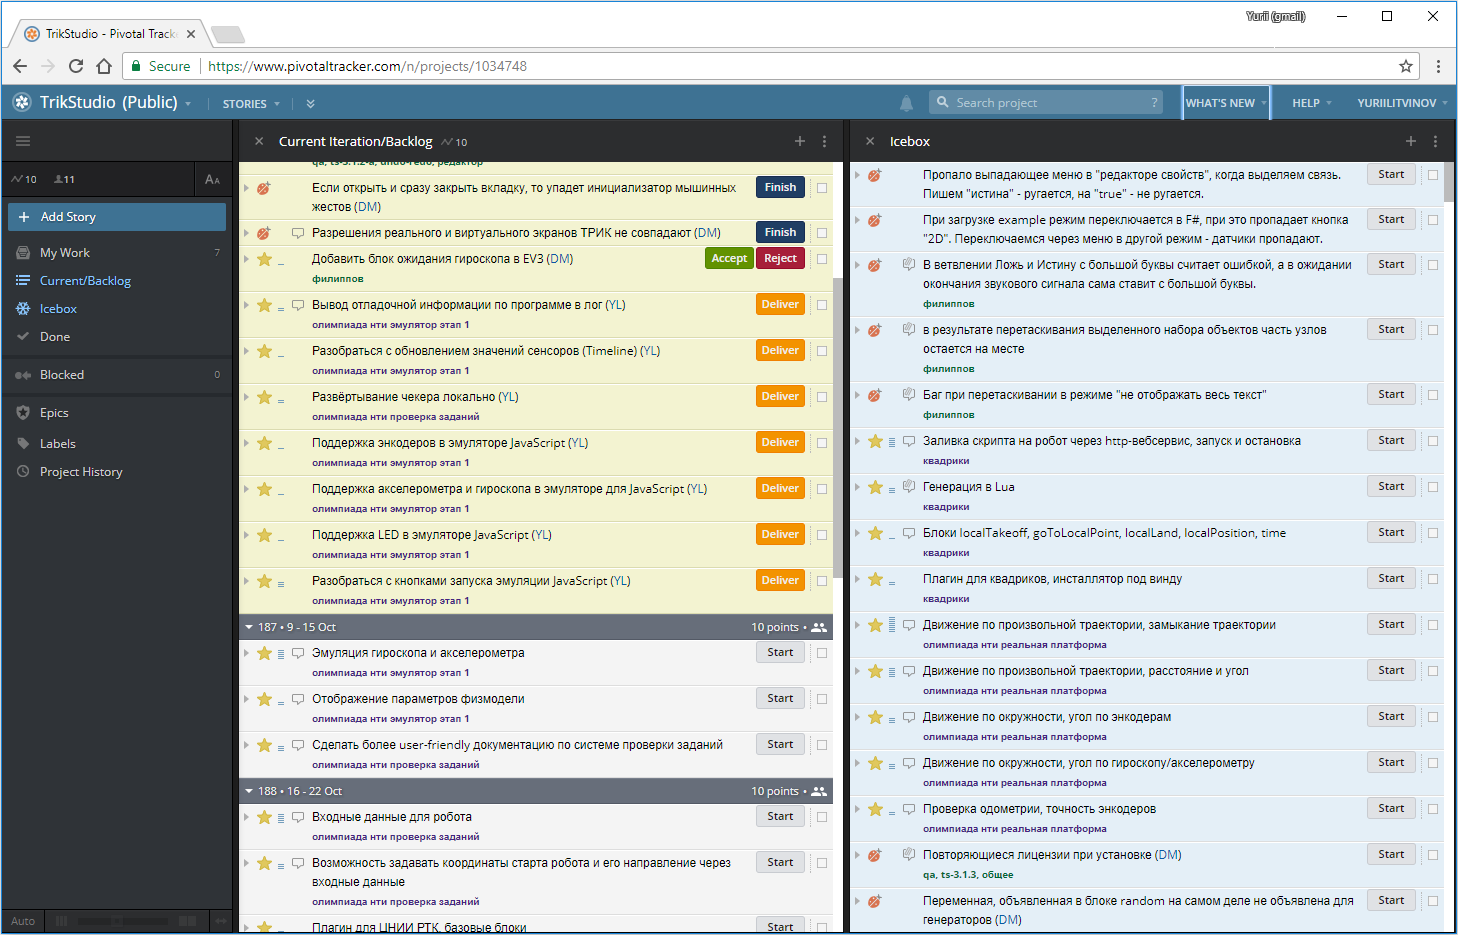 Yurii (gmail)
TrikStudio - Pivotal Track
Secure
https://www.pivotaltracker.com/n/projects/1034748
TrikStudio (Public)
STORIES
Search project
?
WHAT'S NEW
HELP
YURIILITVINOV
10
11
AA
+ Add Story
My Work 7
Current/Backlog
Icebox
Done
Blocked 0
Epics
Labels
Project History
Auto
Current Iteration/Backlog 10
qa, ts-3.1.2-a, undo-redo, редактор
Если открыть и сразу закрыть вкладку, то упадет инициализатор мышинных
жестов (DM)
Finish
Разрешения реального и виртуального экранов ТРИК не совпадают (DM)
Finish
Добавить блок ожидания гироскопа в EV3 (DM)
Accept Reject
филиппов
Вывод отладочной информации по программе в лог (YL)
Deliver
олимпиада нти эмулятор этап 1
Разобраться с обновлением значений сенсоров (Timeline) (YL)
Deliver
олимпиада нти эмулятор этап 1
Развёртывание чекера локально (YL)
Deliver
олимпиада нти проверка заданий
Поддержка энкодеров в эмуляторе JavaScript (YL)
Deliver
олимпиада нти эмулятор этап 1
Поддержка акселерометра и гироскопа в эмуляторе для JavaScript (YL)
Deliver
олимпиада нти эмулятор этап 1
Поддержка LED в эмуляторе JavaScript (YL)
Deliver
олимпиада нти эмулятор этап 1
Разобраться с кнопками запуска эмуляции JavaScript (YL)
Deliver
олимпиада нти эмулятор этап 1
187 • 9 - 15 Oct 10 points •
Эмуляция гироскопа и акселерометра
Start
олимпиада нти эмулятор этап 1
Отображение параметров физмодели
Start
олимпиада нти эмулятор этап 1
Сделать более user-friendly документацию по системе проверки заданий
Start
олимпиада нти проверка заданий
188 • 16 - 22 Oct 10 points •
Входные данные для робота
Start
олимпиада нти проверка заданий
Возможность задавать координаты старта робота и его направление через
входные данные
Start
олимпиада нти проверка заданий
Плагин для ЦНИИ РТК, базовые блоки
Start
Icebox
Пропало выпадающее меню в "редакторе свойств", когда выделяем связь.
Пишем "истина" - ругается, на "true" - не ругается.
Start
При загрузке example режим переключается в F#, при это пропадает кнопка
"2D". Переключаемся через меню в другой режим - датчики пропадают.
Start
В ветвлении Ложь и Истину с большой буквы считает ошибкой, а в ожидании
окончания звукового сигнала сама ставит с большой буквы.
Start
филиппов
в результате перетаскивания выделенного набора объектов часть узлов
остается на месте
Start
филиппов
Баг при перетаскивании в режиме "не отображать весь текст"
Start
филиппов
Заливка скрипта на робот через http-вебсервис, запуск и остановка
Start
квадрики
Генерация в Lua
Start
квадрики
Блоки localTakeoff, goToLocalPoint, localLand, localPosition, time
Start
квадрики
Плагин для квадриков, инсталлятор под винду
Start
квадрики
Движение по произвольной траектории, замыкание траектории
Start
олимпиада нти реальная платформа
Движение по произвольной траектории, расстояние и угол
Start
олимпиада нти реальная платформа
Движение по окружности, угол по энкодерам
Start
олимпиада нти реальная платформа
Движение по окружности, угол по гироскопу/акселерометру
Start
олимпиада нти реальная платформа
Проверка одометрии, точность энкодеров
Start
олимпиада нти реальная платформа
Повторяющиеся лицензии при установке (DM)
Start
qa, ts-3.1.3, общее
Переменная, объявленная в блоке random на самом деле не объявлена для
генераторов (DM)
Start